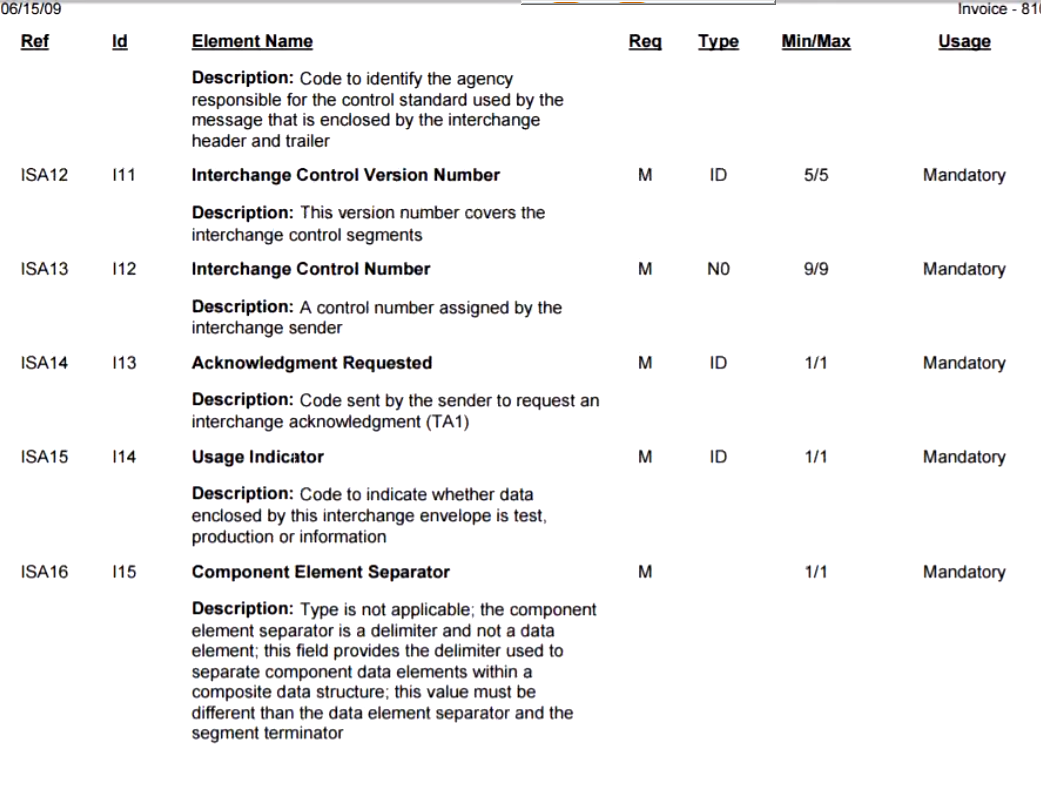 06/15/09 Invoice - 810
Ref Id Element Name Req Type Min/Max Usage
Description: Code to identify the agency
responsible for the control standard used by the
message that is enclosed by the interchange
header and trailer
ISA12 I11 Interchange Control Version Number M ID 5/5 Mandatory
Description: This version number covers the
interchange control segments
ISA13 I12 Interchange Control Number M N0 9/9 Mandatory
Description: A control number assigned by the
interchange sender
ISA14 I13 Acknowledgment Requested M ID 1/1 Mandatory
Description: Code sent by the sender to request an
interchange acknowledgment (TA1)
ISA15 I14 Usage Indicator M ID 1/1 Mandatory
Description: Code to indicate whether data
enclosed by this interchange envelope is test,
production or information
ISA16 I15 Component Element Separator M 1/1 Mandatory
Description: Type is not applicable; the component
element separator is a delimiter and not a data
element; this field provides the delimiter used to
separate component data elements within a
composite data structure; this value must be
different than the data element separator and the
segment terminator